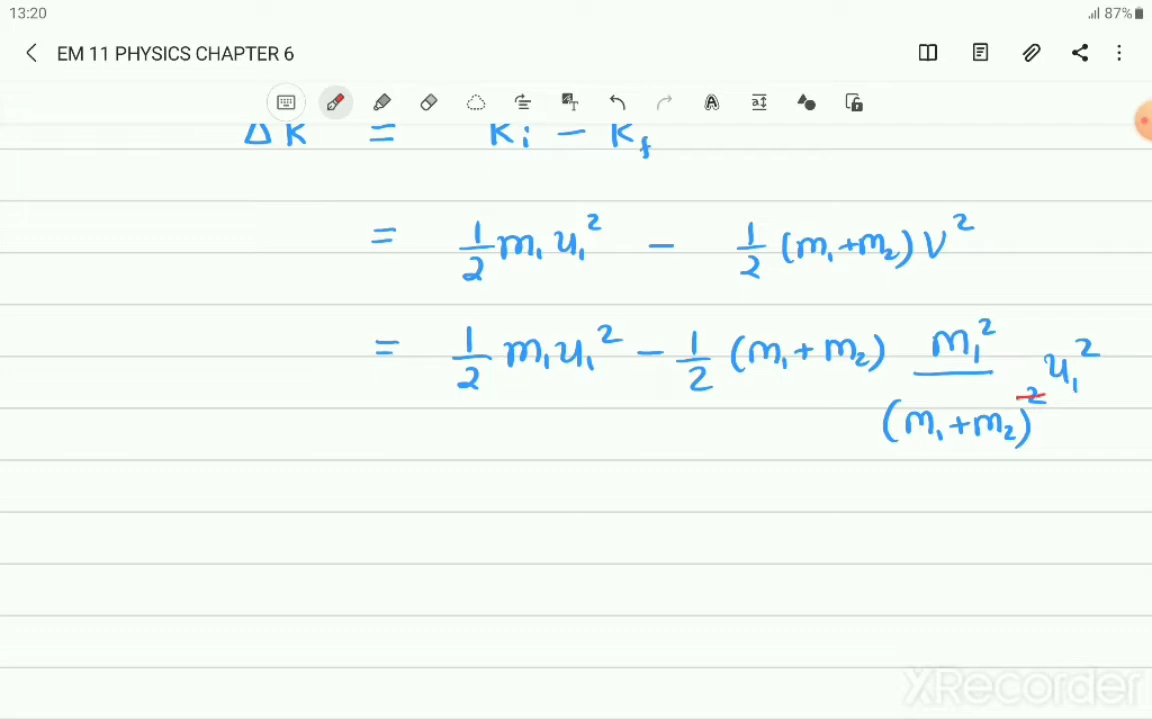 13:20 87%
EM 11 PHYSICS CHAPTER 6
ΔK = Ki - Kf
= 1/2 m₁u₁² - 1/2 (m₁+m₂) V²
= 1/2 m₁u₁² - 1/2 (m₁+m₂) m₁²/(m₁+m₂)² u₁²
XRecorder